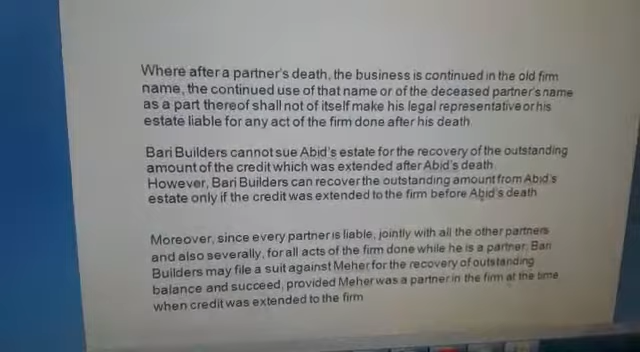 Where after a partner's death, the business is continued in the old firm
name, the continued use of that name or of the deceased partner's name
as a part thereof shall not of itself make his legal representative or his
estate liable for any act of the firm done after his death.
Bari Builders cannot sue Abid's estate for the recovery of the outstanding
amount of the credit which was extended after Abid's death.
However, Bari Builders can recover the outstanding amount from Abid's
estate only if the credit was extended to the firm before Abid's death
Moreover, since every partner is liable, jointly with all the other partners
and also severally, for all acts of the firm done while he is a partner, Bari
Builders may file a suit against Meher for the recovery of outstanding
balance and succeed, provided Meher was a partner in the firm at the time
when credit was extended to the firm